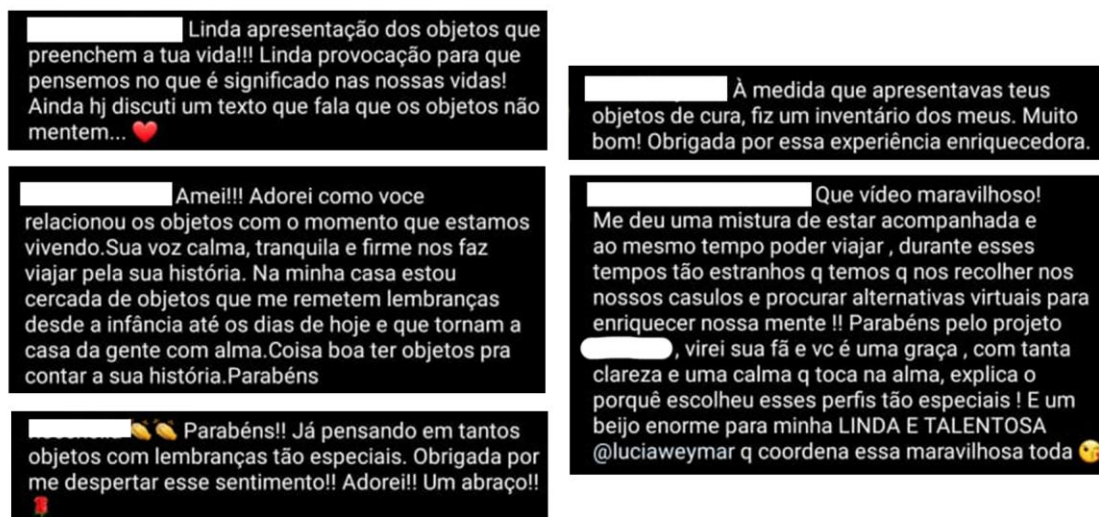 Linda apresentação dos objetos que
preenchem a tua vida!!! Linda provocação para que
pensemos no que é significado nas nossas vidas!
Ainda hj discuti um texto que fala que os objetos não
mentem... ❤️
Amei!!! Adorei como voce
relacionou os objetos com o momento que estamos
vivendo.Sua voz calma, tranquila e firme nos faz
viajar pela sua história. Na minha casa estou
cercada de objetos que me remetem lembranças
desde a infância até os dias de hoje e que tornam a
casa da gente com alma.Coisa boa ter objetos pra
contar a sua história.Parabéns
👏👏 Parabéns!! Já pensando em tantos
objetos com lembranças tão especiais. Obrigada por
me despertar esse sentimento!! Adorei!! Um abraço!!
🌹
À medida que apresentavas teus
objetos de cura, fiz um inventário dos meus. Muito
bom! Obrigada por essa experiência enriquecedora.
Que vídeo maravilhoso!
Me deu uma mistura de estar acompanhada e
ao mesmo tempo poder viajar , durante esses
tempos tão estranhos q temos q nos recolher nos
nossos casulos e procurar alternativas virtuais para
enriquecer nossa mente !! Parabéns pelo projeto
, virei sua fã e vc é uma graça , com tanta
clareza e uma calma q toca na alma, explica o
porquê escolheu esses perfis tão especiais ! E um
beijo enorme para minha LINDA E TALENTOSA
@luciaweymar q coordena essa maravilhosa toda 😘